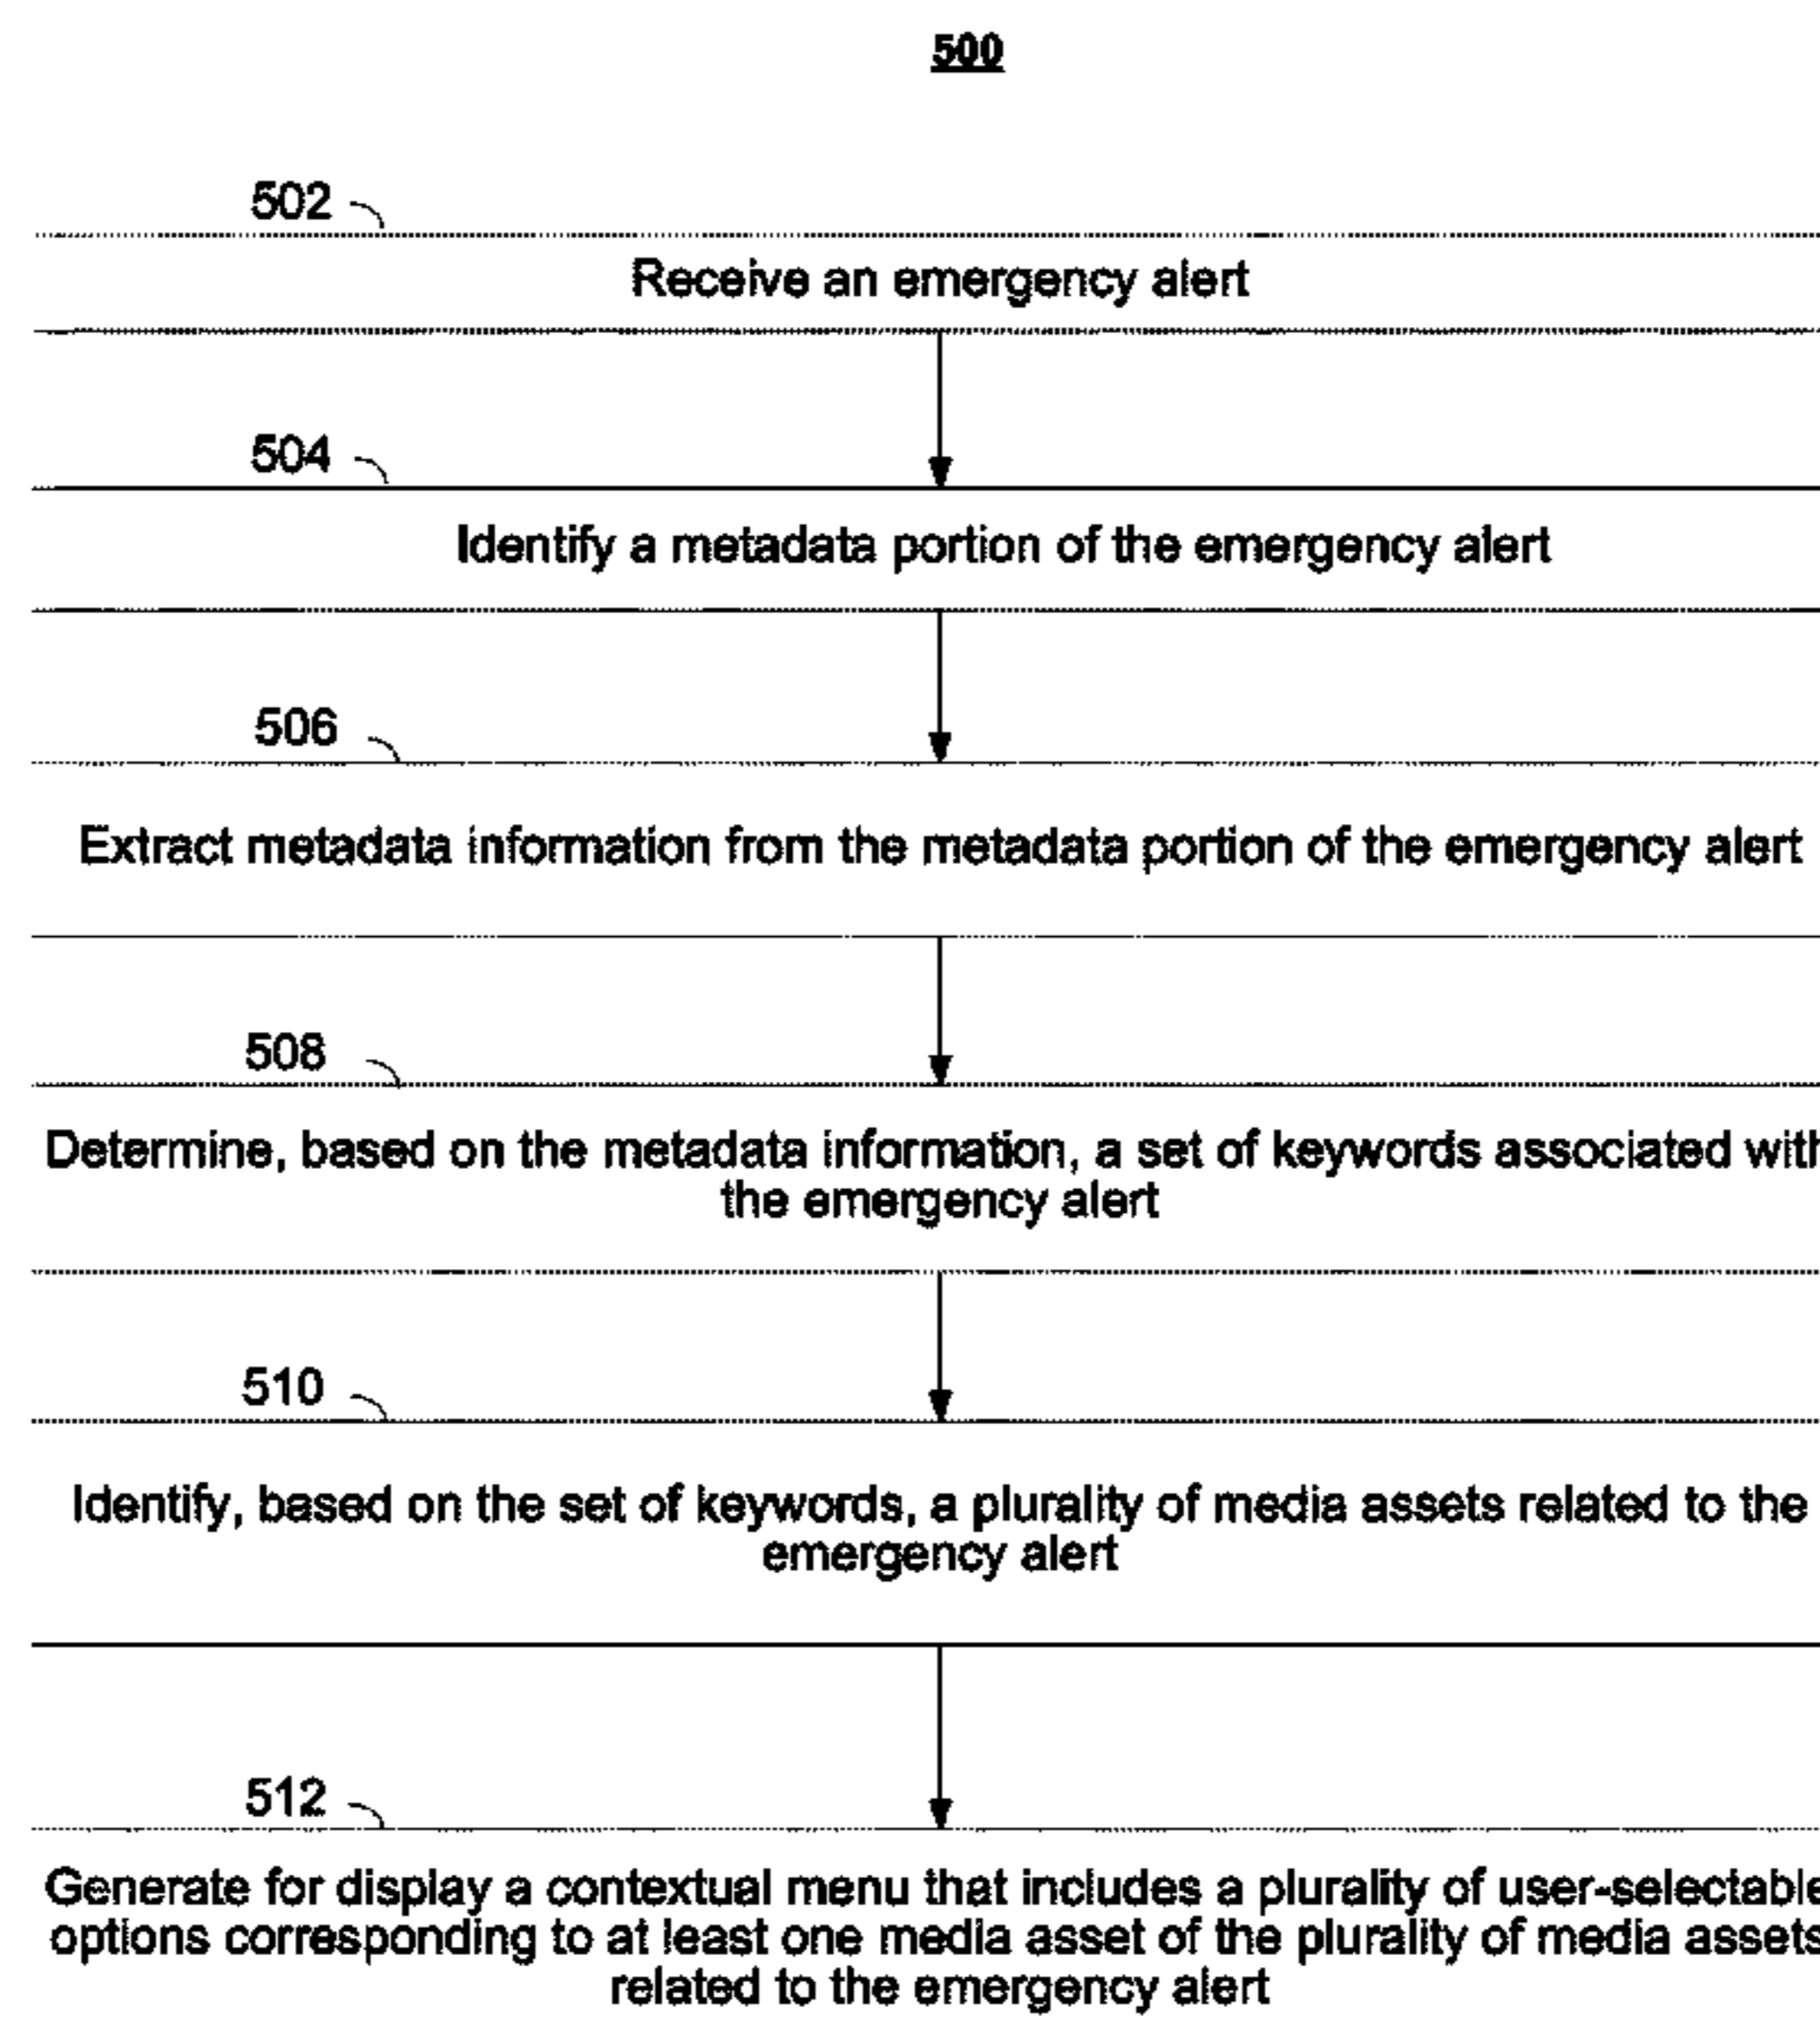 500
502
Receive an emergency alert
504
Identify a metadata portion of the emergency alert
506
Extract metadata information from the metadata portion of the emergency alert
508
Determine, based on the metadata information, a set of keywords associated with
the emergency alert
510
Identify, based on the set of keywords, a plurality of media assets related to the
emergency alert
512
Generate for display a contextual menu that includes a plurality of user-selectable
options corresponding to at least one media asset of the plurality of media assets
related to the emergency alert